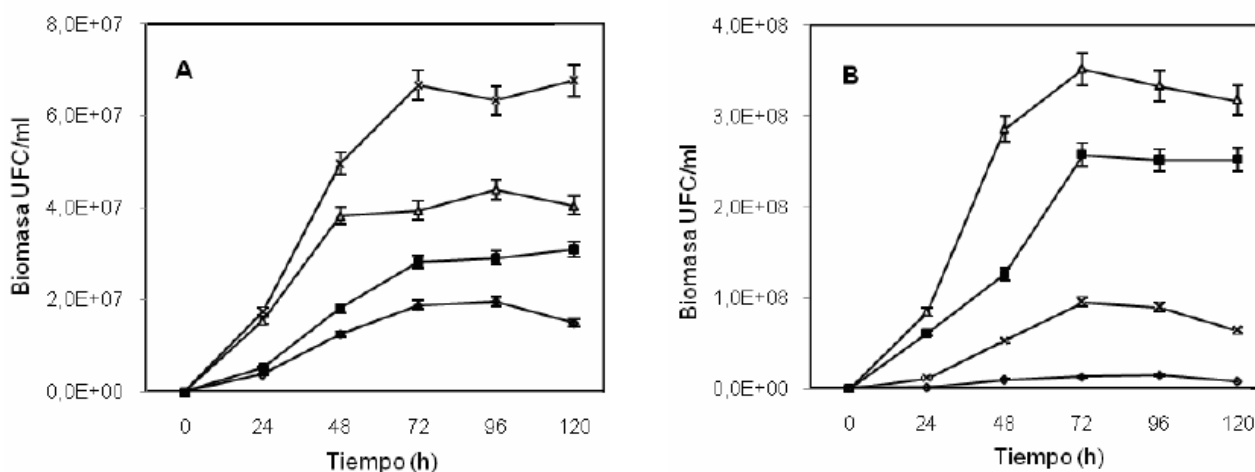 8,0E+07
A
6,0E+07
4,0E+07
2,0E+07
0,0E+00
Biomasa UFC/ml
0 24 48 72 96 120
Tiempo (h)
4,0E+08
B
3,0E+08
2,0E+08
1,0E+08
0,0E+00
Biomasa UFC/ml
0 24 48 72 96 120
Tiempo (h)